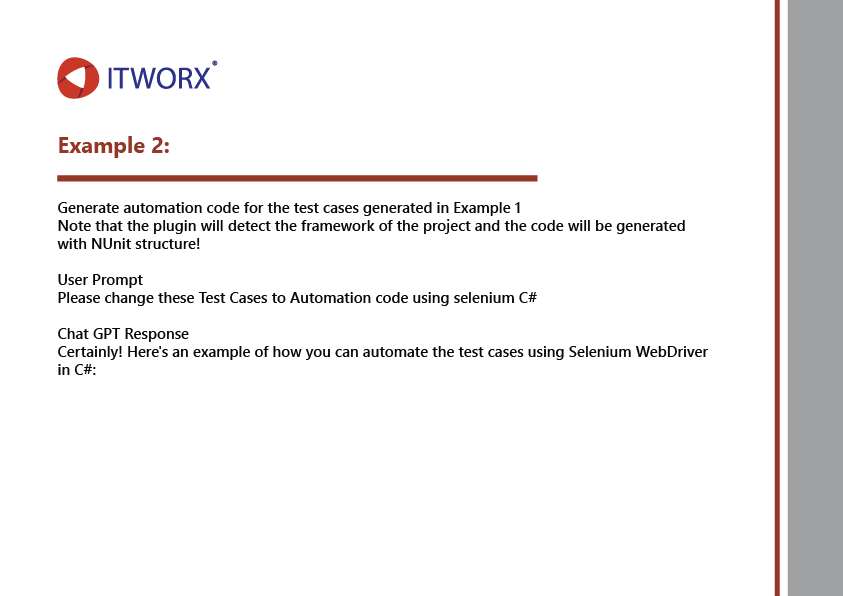 ITWORX®
Example 2:
Generate automation code for the test cases generated in Example 1
Note that the plugin will detect the framework of the project and the code will be generated
with NUnit structure!
User Prompt
Please change these Test Cases to Automation code using selenium C#
Chat GPT Response
Certainly! Here's an example of how you can automate the test cases using Selenium WebDriver
in C#: